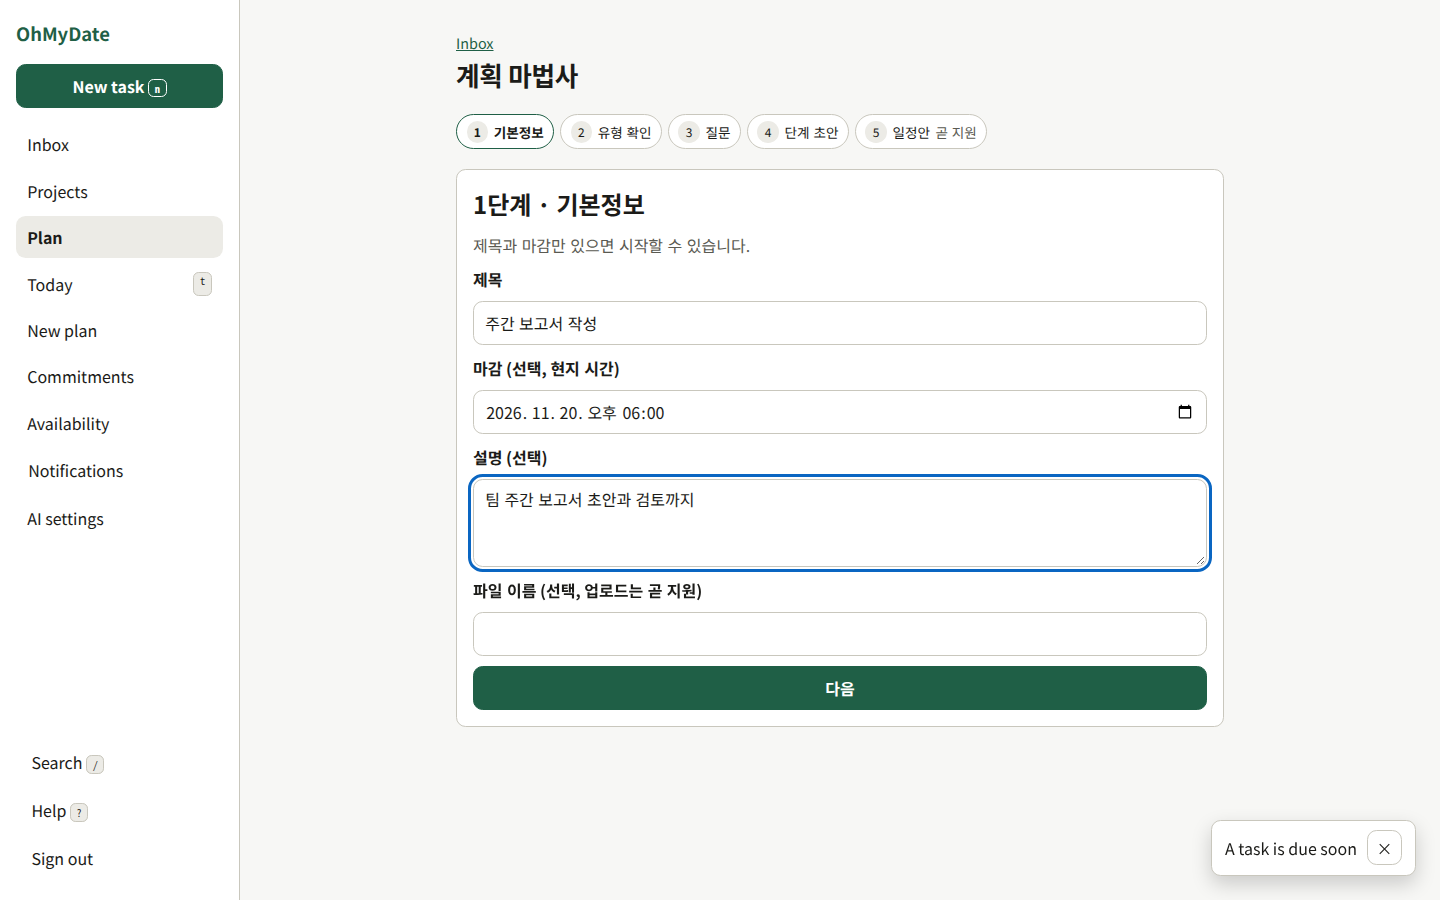 OhMyDate
New task n
Inbox
Projects
Plan
Today t
New plan
Commitments
Availability
Notifications
AI settings
Search /
Help ?
Sign out
Inbox
계획 마법사
1 기본정보
2 유형 확인
3 질문
4 단계 초안
5 일정안 곧 지원
1단계 · 기본정보
제목과 마감만 있으면 시작할 수 있습니다.
제목
주간 보고서 작성
마감 (선택, 현지 시간)
2026. 11. 20. 오후 06:00
설명 (선택)
팀 주간 보고서 초안과 검토까지
파일 이름 (선택, 업로드는 곧 지원)
다음
A task is due soon